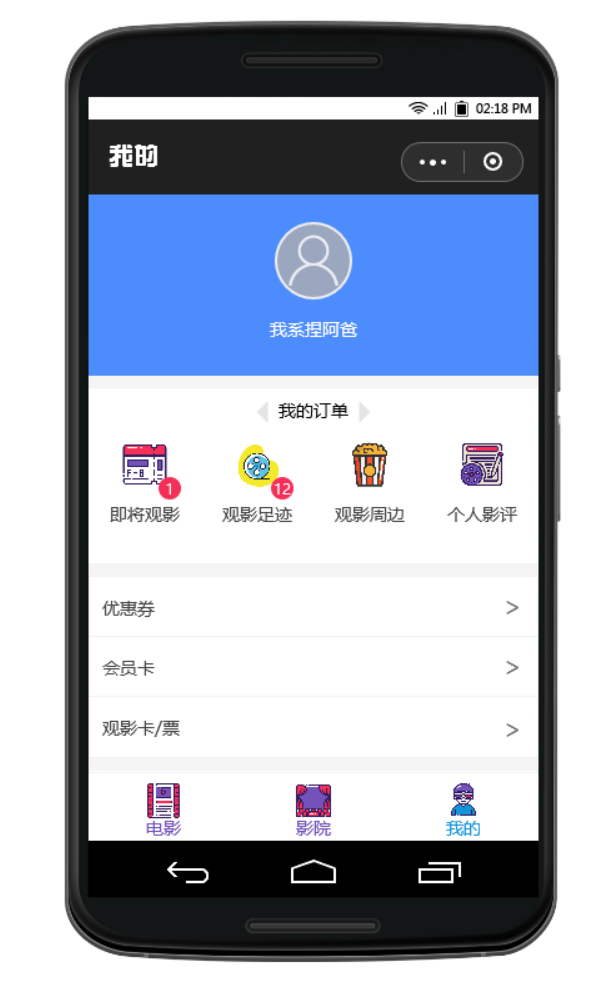 02:18 PM
我的
我系捏阿爸
我的订单
1
12
F-8
即将观影
观影足迹
观影周边
个人影评
优惠券
>
会员卡
>
观影卡/票
>
电影
影院
我的